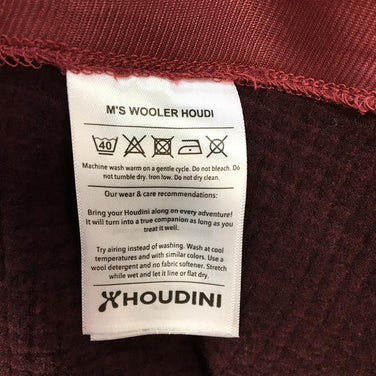 M'S WOOLER HOUDI
40
Machine wash warm on a gentle cycle. Do not bleach. Do
not tumble dry. Iron low. Do not dry clean.
Our wear & care recommendations:
Bring your Houdini along on every adventure!
It will turn into a true companion as long as you
treat it well.
Try airing instead of washing. Wash at cool
temperatures and with similar colors. Use a
wool detergent and no fabric softener. Stretch
while wet and let it line or flat dry.
HOUDINI